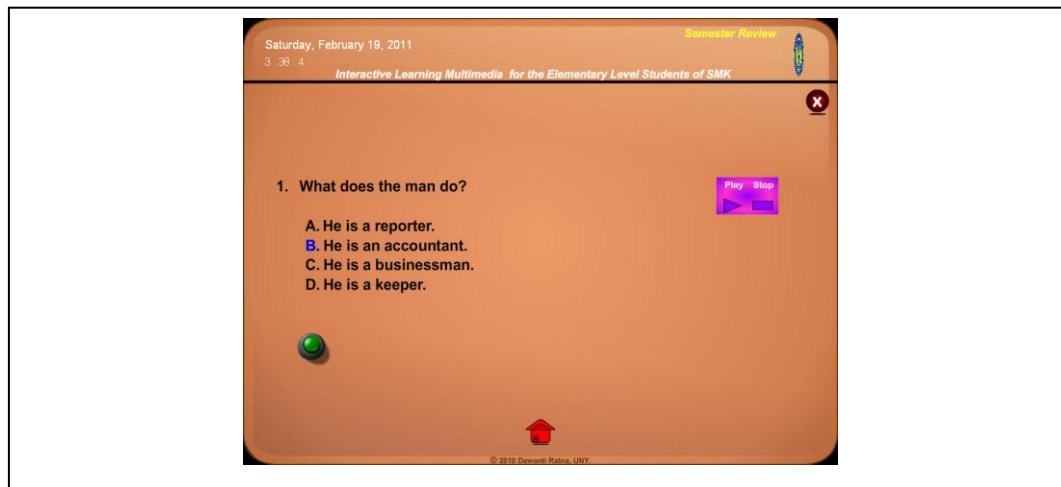 Semester Review
Saturday, February 19, 2011
3 : 38 : 4
Interactive Learning Multimedia for the Elementary Level Students of SMK
X
1. What does the man do?
Play Stop
A. He is a reporter.
B. He is an accountant.
C. He is a businessman.
D. He is a keeper.
© 2010 Dewanti Ratna, UNY.